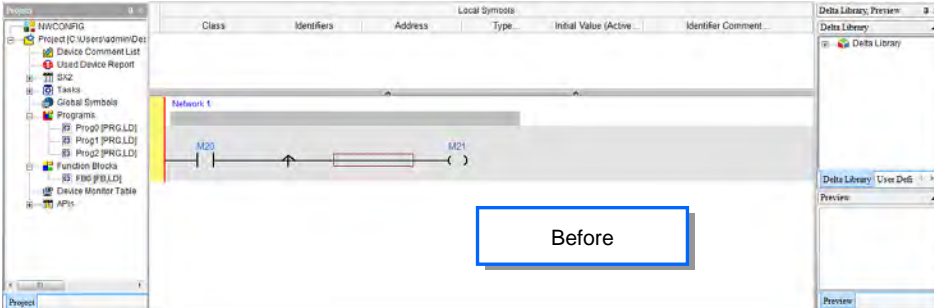 Project
NWCONFIG
Project [C:\Users\admin\Des
Device Comment List
Used Device Report
SX2
Tasks
Global Symbols
Programs
Prog0 [PRG,LD]
Prog1 [PRG,LD]
Prog2 [PRG,LD]
Function Blocks
FB0 [FB,LD]
Device Monitor Table
APIs
Project
Local Symbols
Class Identifiers Address Type... Initial Value (Active... Identifier Comment...
Network 1
M20 M21
Before
Delta Library, Preview
Delta Library
Delta Library
Delta Library User Defi
Preview
Preview